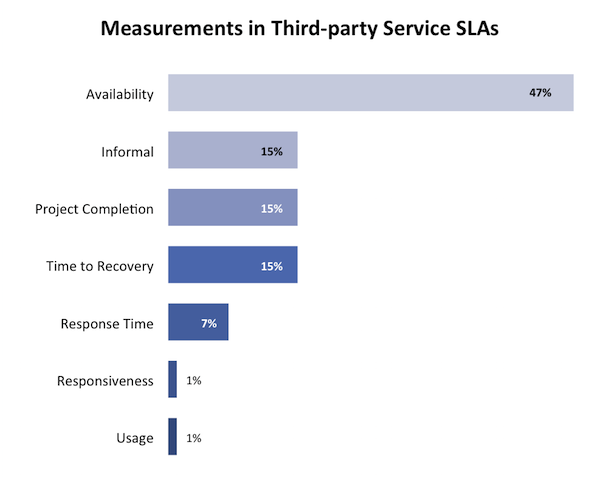 Measurements in Third-party Service SLAs
Availability 47%
Informal 15%
Project Completion 15%
Time to Recovery 15%
Response Time 7%
Responsiveness 1%
Usage 1%